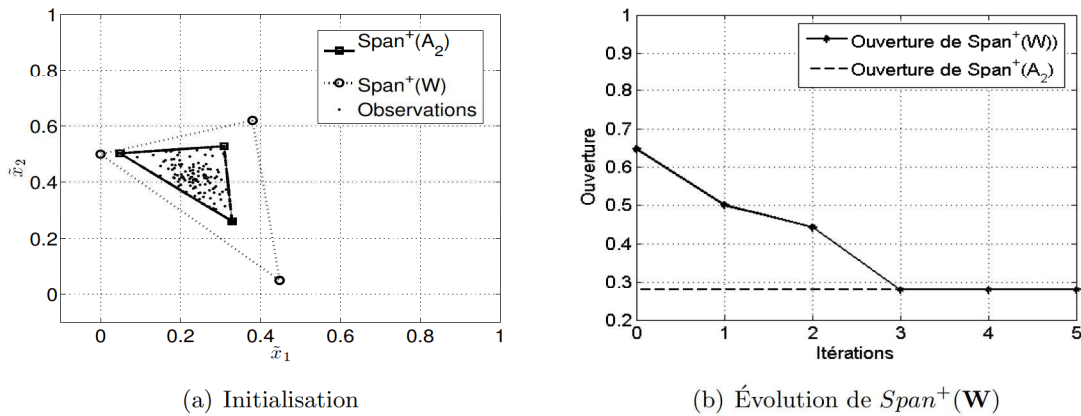 1
0.8
0.6
0.4
0.2
0
0
0.2
0.4
0.6
0.8
1
x̃₂
x̃₁
Span⁺(A₂)
Span⁺(W)
Observations
(a) Initialisation
1
0.9
0.8
0.7
0.6
0.5
0.4
0.3
0.2
0
1
2
3
4
5
Ouverture
Itérations
Ouverture de Span⁺(W))
Ouverture de Span⁺(A₂)
(b) Évolution de Span⁺(W)